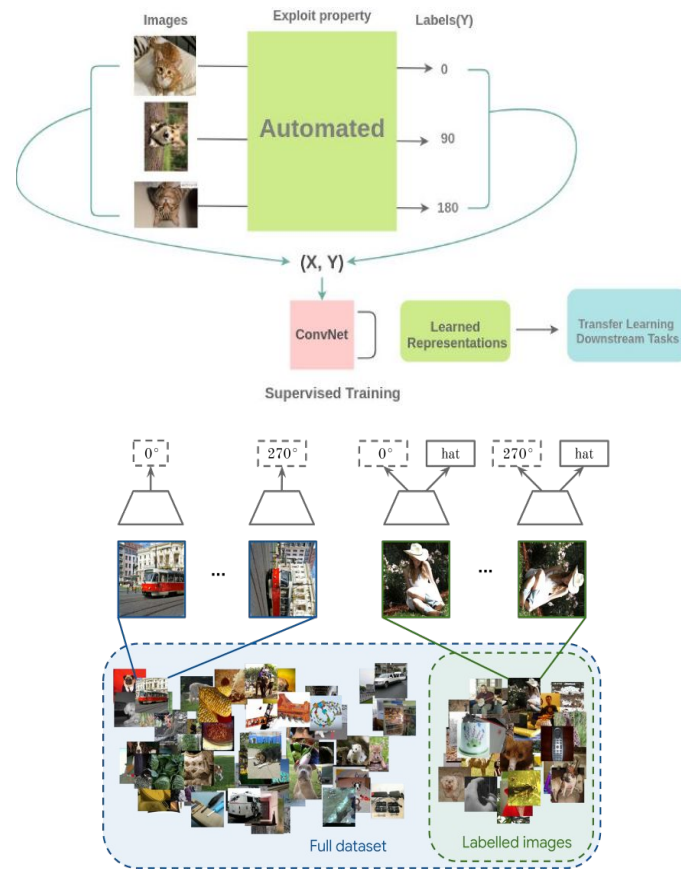 Images
Exploit property
Labels(Y)
Automated
0
90
180
(X, Y)
ConvNet
Learned
Representations
Transfer Learning
Downstream Tasks
Supervised Training
0°
270°
0°
hat
270°
hat
...
...
Full dataset
Labelled images